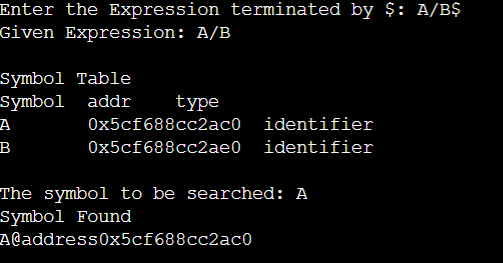 Enter the Expression terminated by $: A/B$
Given Expression: A/B
Symbol Table
Symbol  addr    type
A       0x5cf688cc2ac0  identifier
B       0x5cf688cc2ae0  identifier
The symbol to be searched: A
Symbol Found
A@address0x5cf688cc2ac0